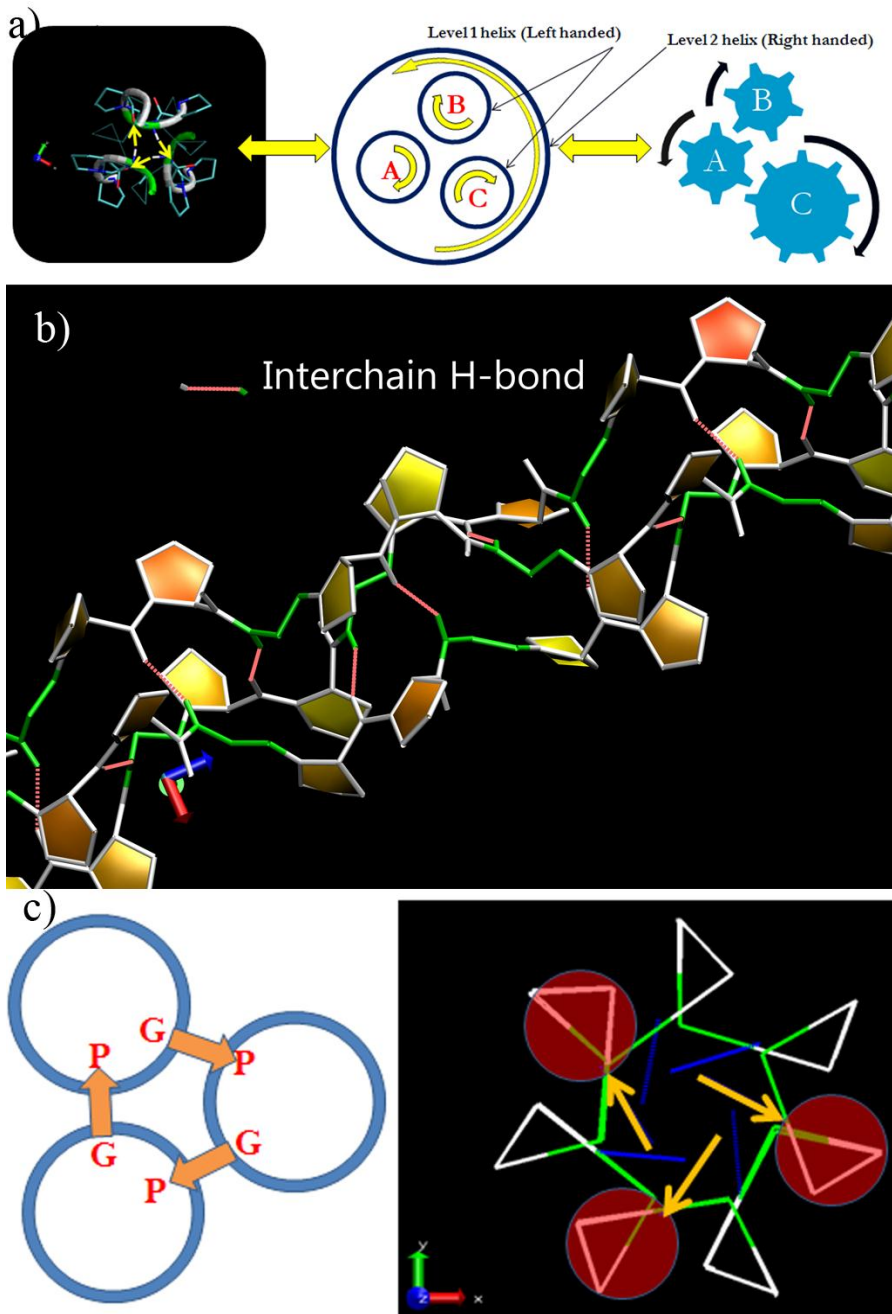 a)
Level 1 helix (Left handed)
Level 2 helix (Right handed)
B
A
C
B
A
C
b)
Interchain H-bond
c)
G
P
P
G
G
P
y
z
x